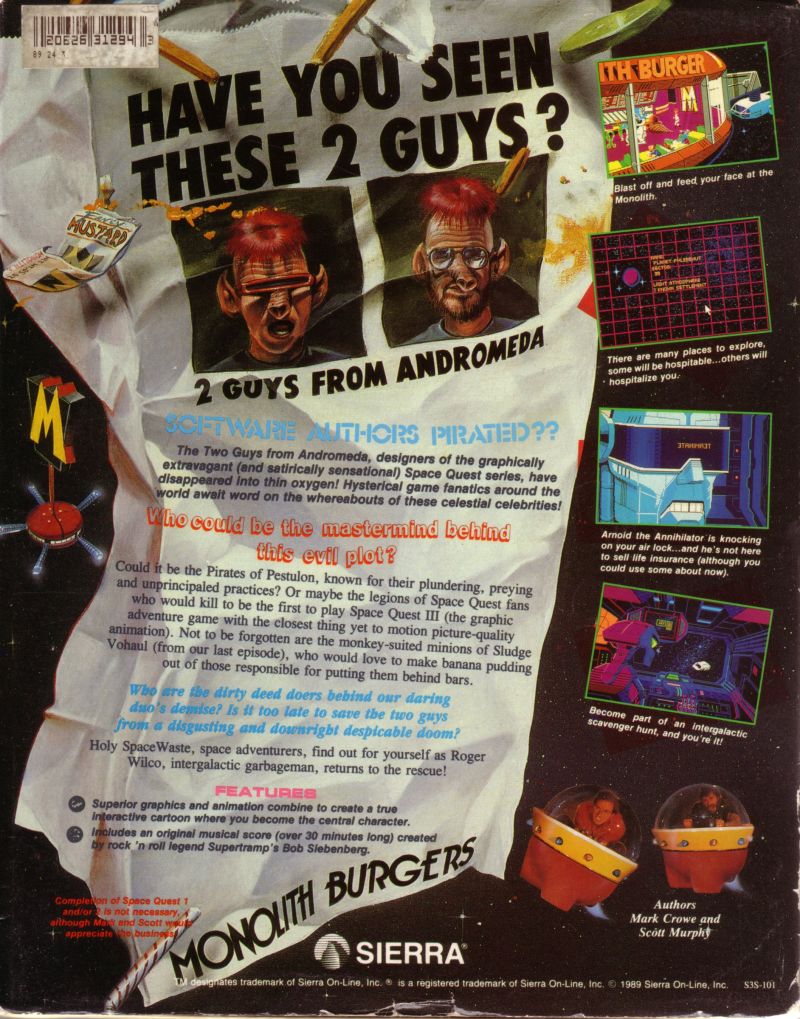 20626 31294 3
89 24 3
HAVE YOU SEEN
THESE 2 GUYS?
MUSTARD
2 GUYS FROM ANDROMEDA
SOFTWARE AUTHORS PIRATED??
The Two Guys from Andromeda, designers of the graphically
extravagant (and satirically sensational) Space Quest series, have
disappeared into thin oxygen! Hysterical game fanatics around the
world await word on the whereabouts of these celestial celebrities!
Who could be the mastermind behind
this evil plot?
Could it be the Pirates of Pestulon, known for their plundering, preying
and unprincipaled practices? Or maybe the legions of Space Quest fans
who would kill to be the first to play Space Quest III (the graphic
adventure game with the closest thing yet to motion picture-quality
animation). Not to be forgotten are the monkey-suited minions of Sludge
Vohaul (from our last episode), who would love to make banana pudding
out of those responsible for putting them behind bars.
Who are the dirty deed doers behind our daring
duo's demise? Is it too late to save the two guys
from a disgusting and downright despicable doom?
Holy SpaceWaste, space adventurers, find out for yourself as Roger
Wilco, intergalactic garbageman, returns to the rescue!
FEATURES
Superior graphics and animation combine to create a true
interactive cartoon where you become the central character.
Includes an original musical score (over 30 minutes long) created
by rock 'n roll legend Supertramp's Bob Siebenberg.
Completion of Space Quest 1
and/or 2 is not necessary,
although Mark and Scott would
appreciate the business!
MONOLITH BURGERS
M
ITH BURGER
M
Blast off and feed your face at the
Monolith.
There are many places to explore,
some will be hospitable...others will
hospitalize you.
TERMINATE
Arnoid the Annihilator is knocking
on your air lock...and he's not here
to sell life insurance (although you
could use some about now).
Become part of an intergalactic
scavenger hunt, and you're it!
Authors
Mark Crowe and
Scott Murphy
SIERRA®
TM designates trademark of Sierra On-Line, Inc. ® is a registered trademark of Sierra On-Line, Inc. © 1989 Sierra On-Line, Inc. S3S-101